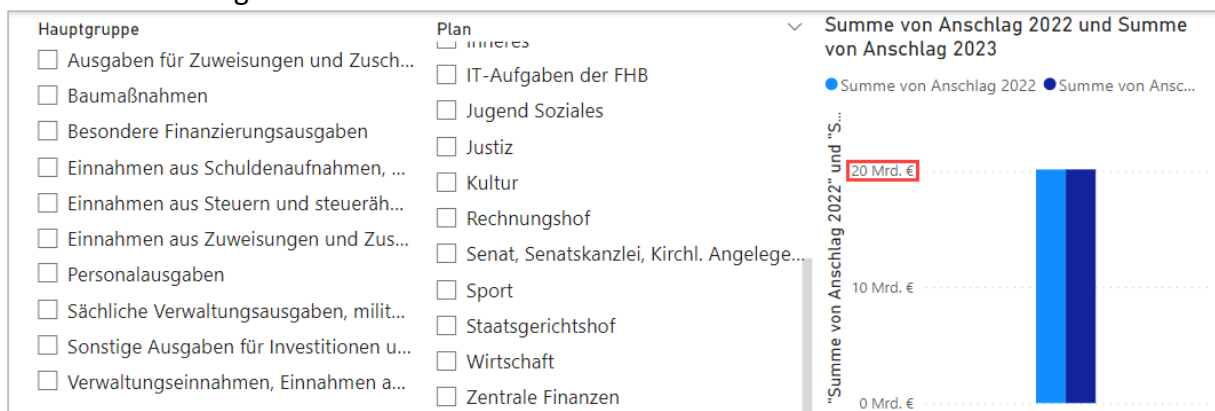 Hauptgruppe
Ausgaben für Zuweisungen und Zusch...
Baumaßnahmen
Besondere Finanzierungsausgaben
Einnahmen aus Schuldenaufnahmen, ...
Einnahmen aus Steuern und steueräh...
Einnahmen aus Zuweisungen und Zus...
Personalausgaben
Sächliche Verwaltungsausgaben, milit...
Sonstige Ausgaben für Investitionen u...
Verwaltungseinnahmen, Einnahmen a...
Plan
Inneres
IT-Aufgaben der FHB
Jugend Soziales
Justiz
Kultur
Rechnungshof
Senat, Senatskanzlei, Kirchl. Angelege...
Sport
Staatsgerichtshof
Wirtschaft
Zentrale Finanzen
Summe von Anschlag 2022 und Summe
von Anschlag 2023
Summe von Anschlag 2022 Summe von Ansc...
"Summe von Anschlag 2022" und "S...
20 Mrd. €
10 Mrd. €
0 Mrd. €